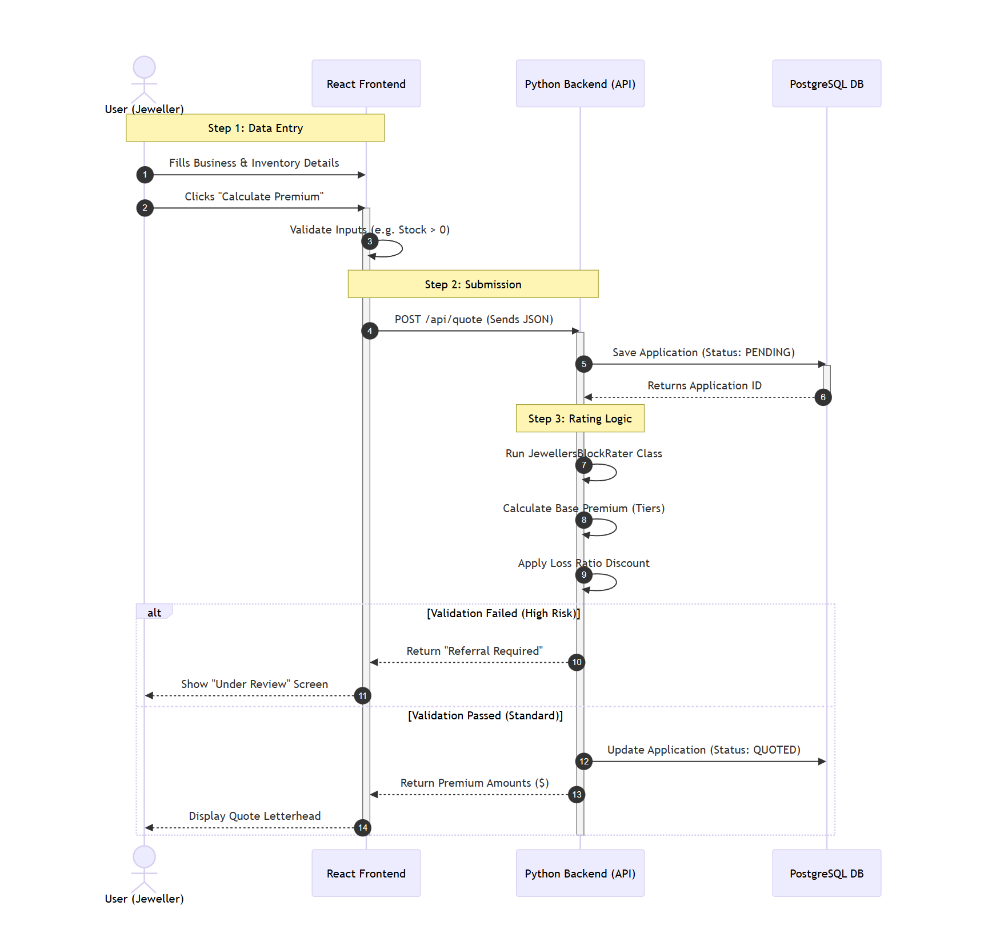 User (Jeweller)
React Frontend
Python Backend (API)
PostgreSQL DB
Step 1: Data Entry
Fills Business & Inventory Details
1
Clicks "Calculate Premium"
2
Validate Inputs (e.g. Stock > 0)
3
Step 2: Submission
POST /api/quote (Sends JSON)
4
Save Application (Status: PENDING)
5
Returns Application ID
6
Step 3: Rating Logic
Run JewellersBlockRater Class
7
Calculate Base Premium (Tiers)
8
Apply Loss Ratio Discount
9
alt
[Validation Failed (High Risk)]
Return "Referral Required"
10
Show "Under Review" Screen
11
[Validation Passed (Standard)]
Update Application (Status: QUOTED)
12
Return Premium Amounts ($)
13
Display Quote Letterhead
14
User (Jeweller)
React Frontend
Python Backend (API)
PostgreSQL DB